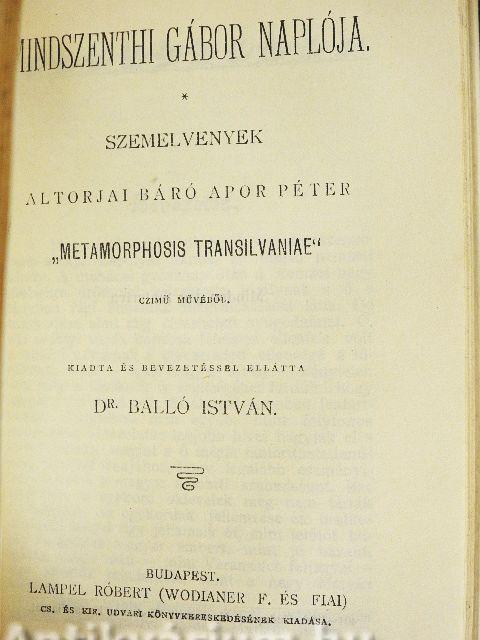 MINDSZENTHI GÁBOR NAPLÓJA.
*
SZEMELVENYEK
ALTORJAI BÁRÓ APOR PÉTER
„METAMORPHOSIS TRANSILVANIAE“
CZIMŰ MŰVÉBŐL.
KIADTA ÉS BEVEZETÉSSEL ELLÁTTA
DR. BALLÓ ISTVÁN.
BUDAPEST.
LAMPEL RÓBERT (WODIANER F. ÉS FIAI)
CS. ÉS KIR. UDVARI KÖNYVKERESKEDÉSÉNEK KIADÁSA.